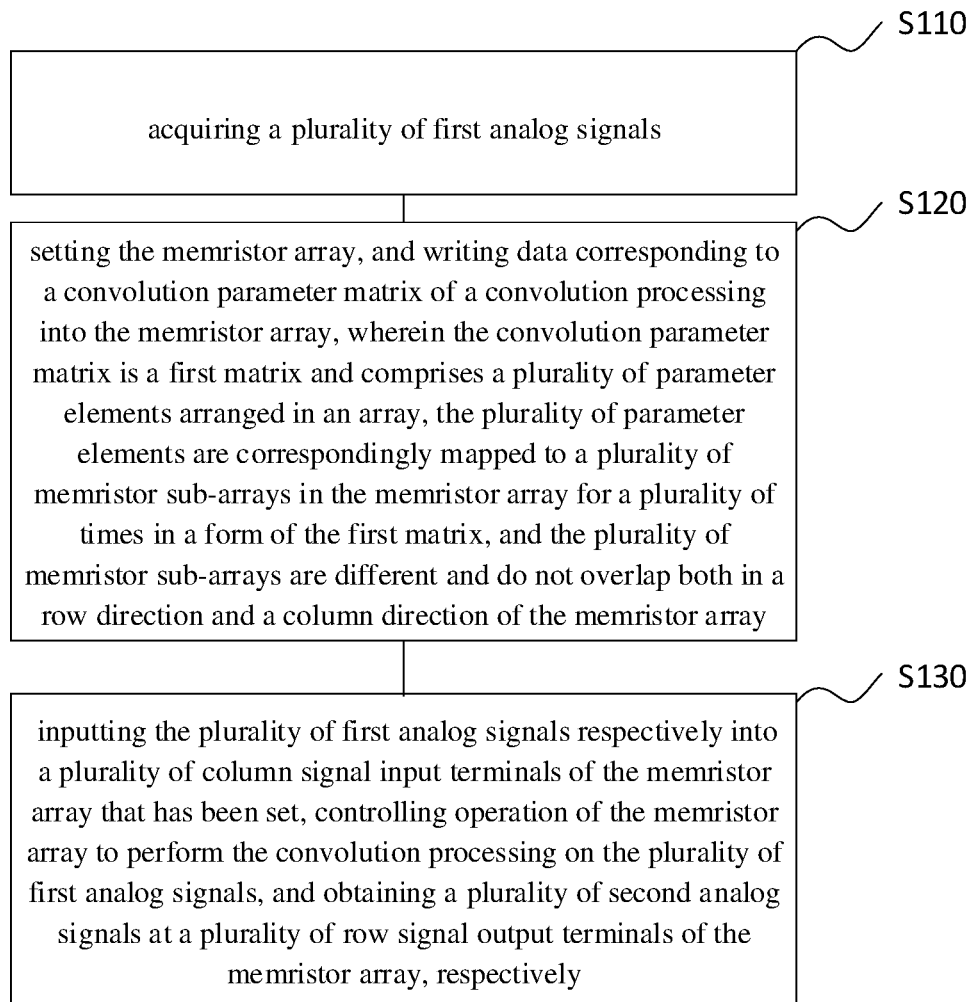 S110
acquiring a plurality of first analog signals
S120
setting the memristor array, and writing data corresponding to
a convolution parameter matrix of a convolution processing
into the memristor array, wherein the convolution parameter
matrix is a first matrix and comprises a plurality of parameter
elements arranged in an array, the plurality of parameter
elements are correspondingly mapped to a plurality of
memristor sub-arrays in the memristor array for a plurality of
times in a form of the first matrix, and the plurality of
memristor sub-arrays are different and do not overlap both in a
row direction and a column direction of the memristor array
S130
inputting the plurality of first analog signals respectively into
a plurality of column signal input terminals of the memristor
array that has been set, controlling operation of the memristor
array to perform the convolution processing on the plurality of
first analog signals, and obtaining a plurality of second analog
signals at a plurality of row signal output terminals of the
memristor array, respectively